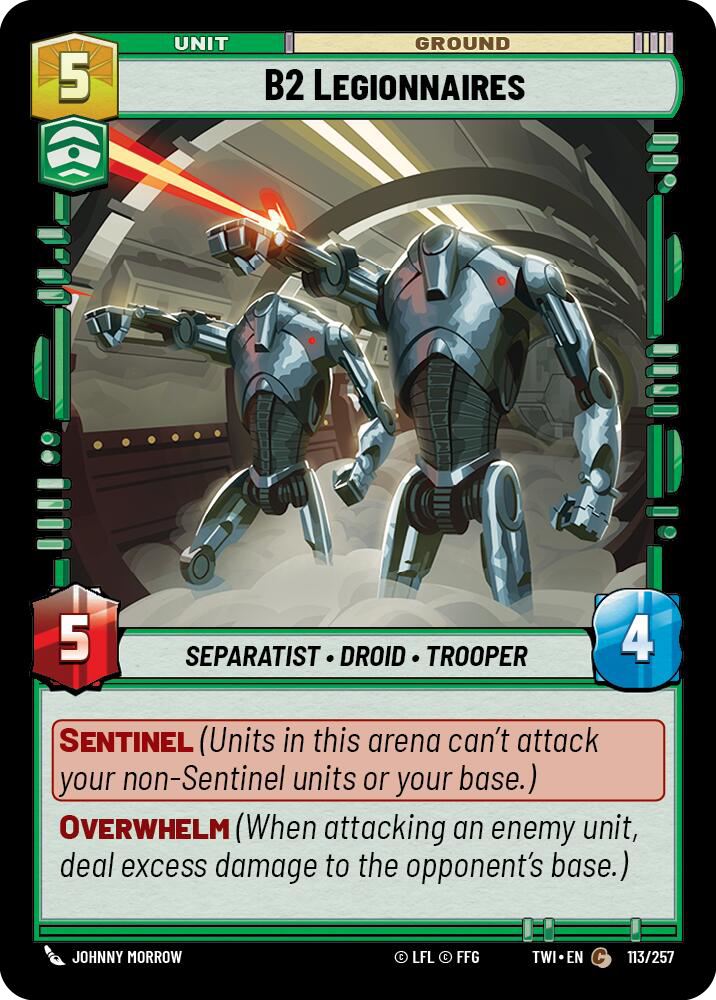 UNIT
GROUND
5
B2 LEGIONNAIRES
5
SEPARATIST • DROID • TROOPER
4
SENTINEL (Units in this arena can’t attack
your non-Sentinel units or your base.)
OVERWHELM (When attacking an enemy unit,
deal excess damage to the opponent’s base.)
JOHNNY MORROW
© LFL © FFG
TWI • EN
C
113/257